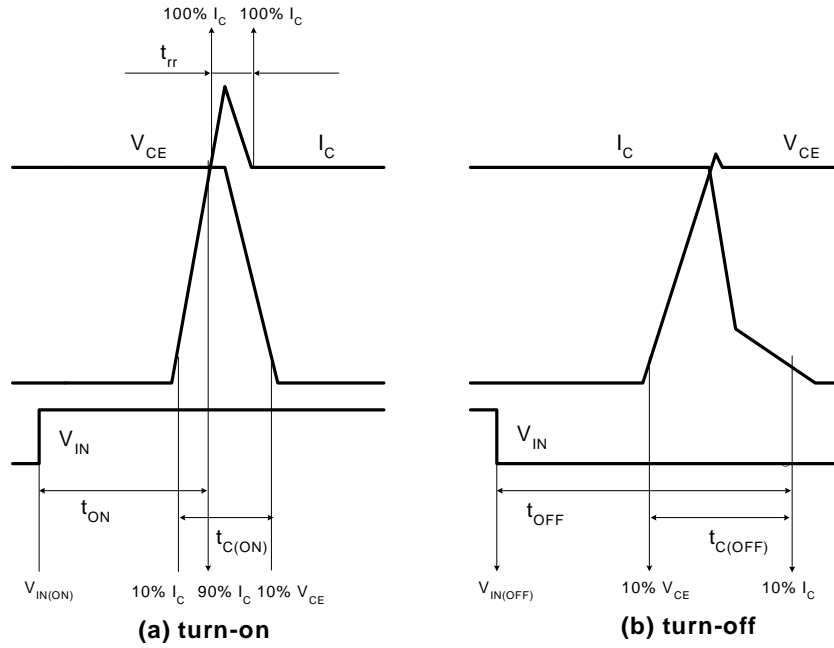 100% I_C 100% I_C
t_rr
V_CE I_C
V_IN
t_ON
t_C(ON)
V_IN(ON) 10% I_C 90% I_C 10% V_CE
(a) turn-on
I_C V_CE
V_IN
t_OFF
t_C(OFF)
V_IN(OFF) 10% V_CE 10% I_C
(b) turn-off